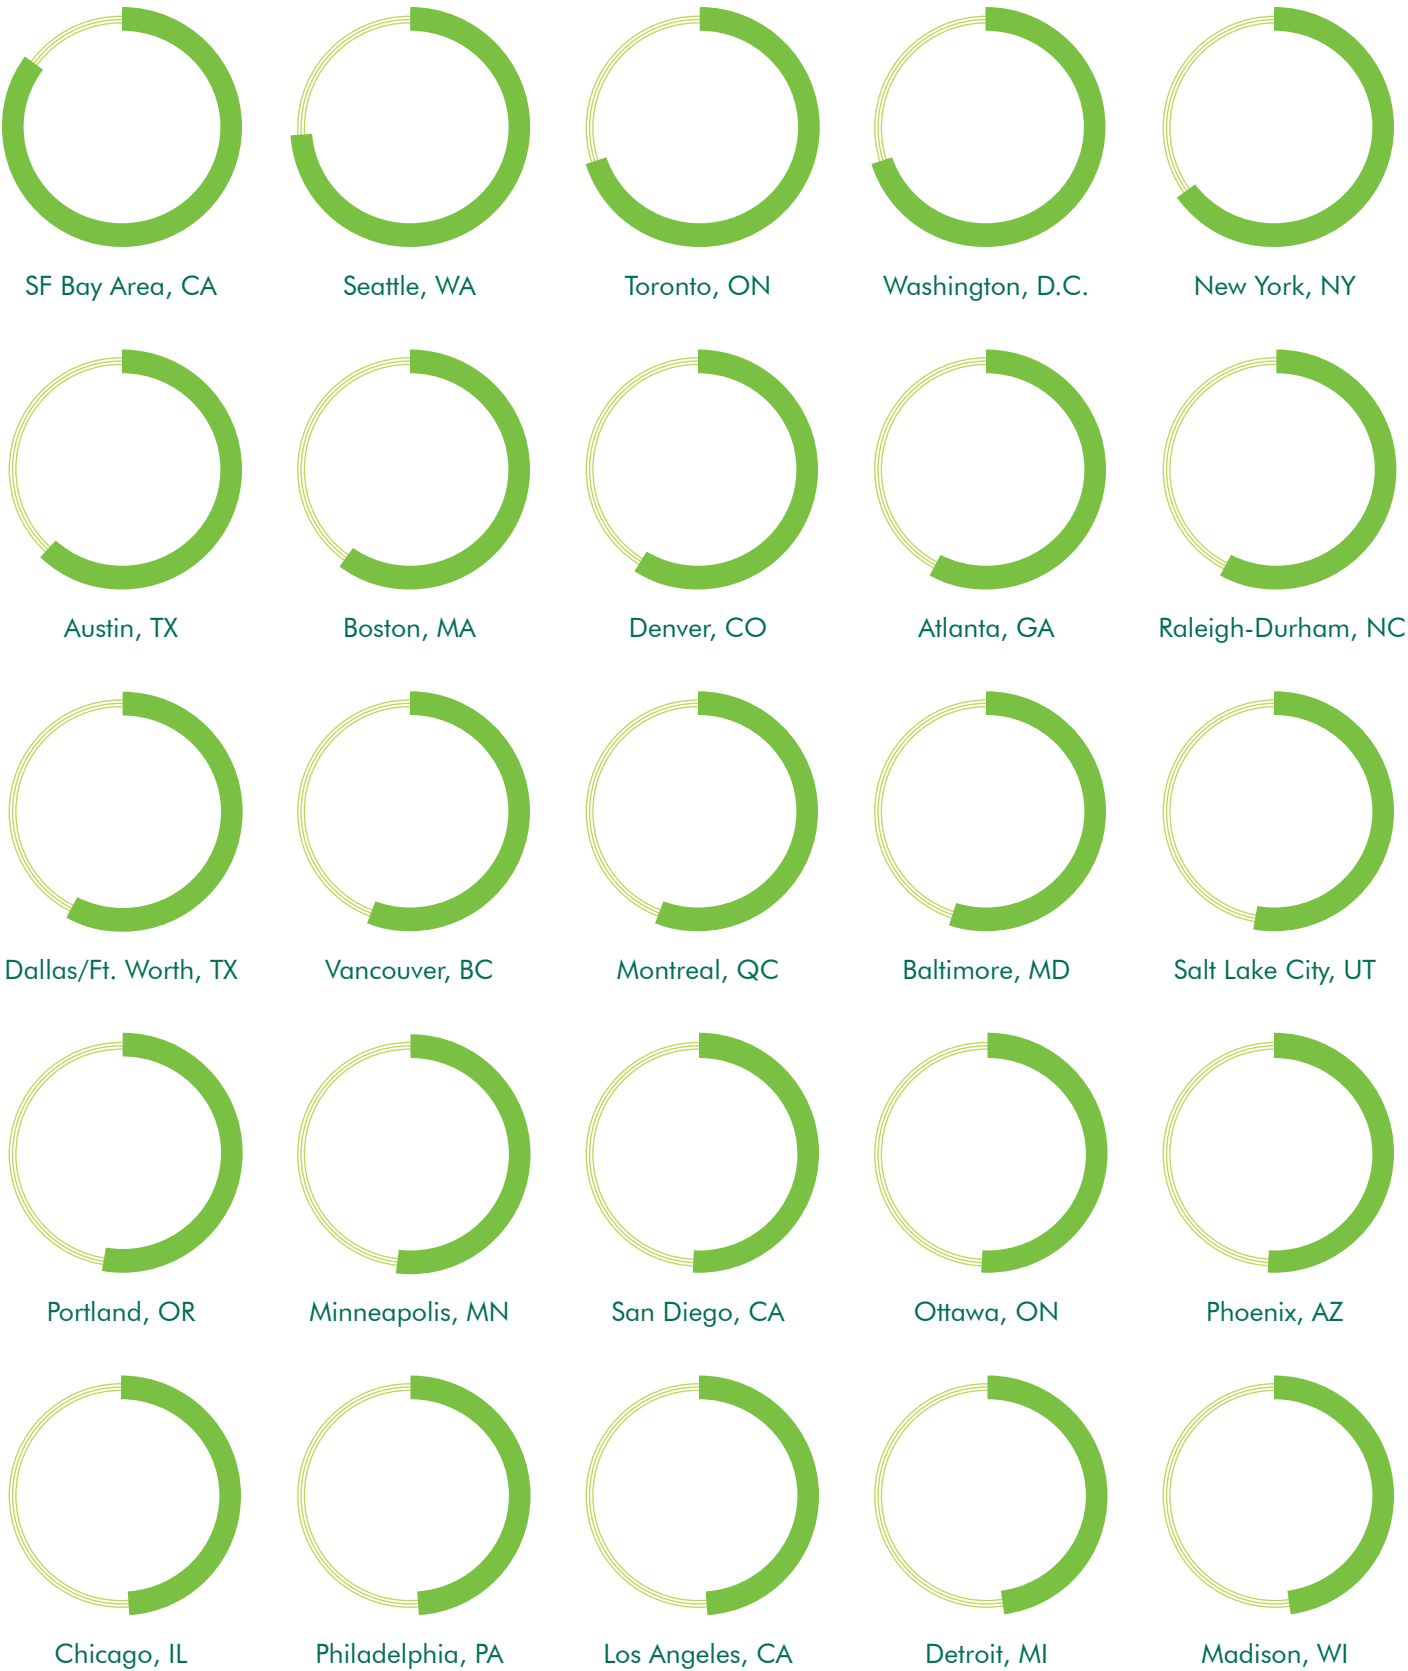 SF Bay Area, CA
Seattle, WA
Toronto, ON
Washington, D.C.
New York, NY
Austin, TX
Boston, MA
Denver, CO
Atlanta, GA
Raleigh-Durham, NC
Dallas/Ft. Worth, TX
Vancouver, BC
Montreal, QC
Baltimore, MD
Salt Lake City, UT
Portland, OR
Minneapolis, MN
San Diego, CA
Ottawa, ON
Phoenix, AZ
Chicago, IL
Philadelphia, PA
Los Angeles, CA
Detroit, MI
Madison, WI